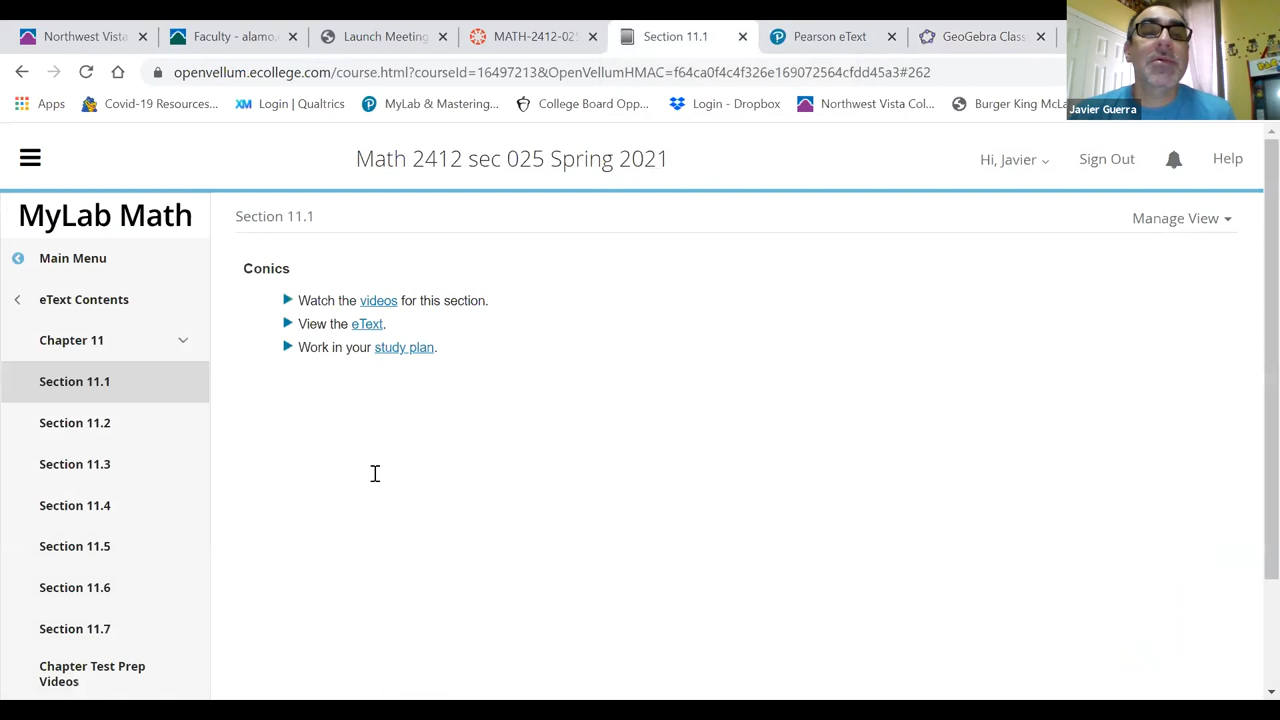 Northwest Vista
Faculty - alamo.c
Launch Meeting
MATH-2412-025
Section 11.1
Pearson eText
GeoGebra Class
openvellum.ecollege.com/course.html?courseId=16497213&OpenVellumHMAC=f64ca0f4c4f326e169072564cfdd45a3#262
Apps
Covid-19 Resources...
XM Login | Qualtrics
MyLab & Mastering...
College Board Opp...
Login - Dropbox
Northwest Vista Col...
Burger King McLa
Javier Guerra
Math 2412 sec 025 Spring 2021
Hi, Javier
Sign Out
Help
MyLab Math
Main Menu
eText Contents
Chapter 11
Section 11.1
Section 11.2
Section 11.3
Section 11.4
Section 11.5
Section 11.6
Section 11.7
Chapter Test Prep
Videos
Section 11.1
Manage View
Conics
Watch the videos for this section.
View the eText.
Work in your study plan.